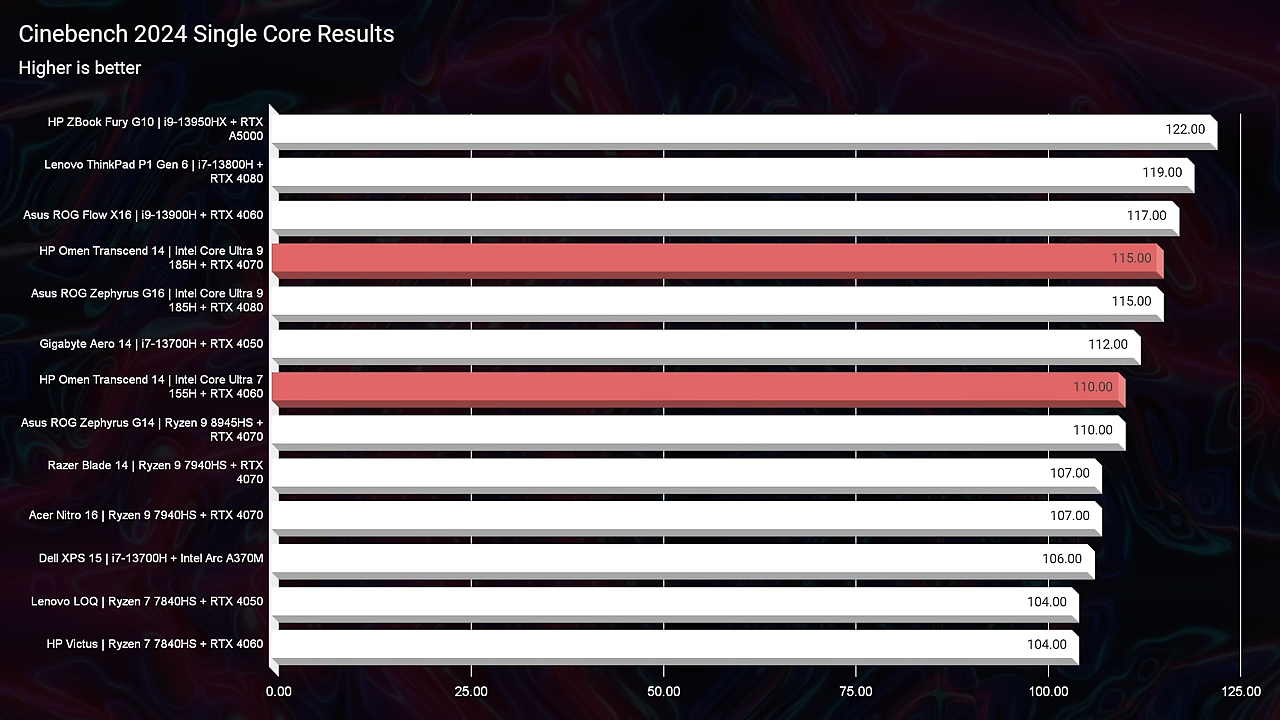 Cinebench 2024 Single Core Results
Higher is better
HP ZBook Fury G10 | i9-13950HX + RTX
A5000
122.00
Lenovo ThinkPad P1 Gen 6 | i7-13800H +
RTX 4080
119.00
Asus ROG Flow X16 | i9-13900H + RTX 4060
117.00
HP Omen Transcend 14 | Intel Core Ultra 9
185H + RTX 4070
115.00
Asus ROG Zephyrus G16 | Intel Core Ultra 9
185H + RTX 4080
115.00
Gigabyte Aero 14 | i7-13700H + RTX 4050
112.00
HP Omen Transcend 14 | Intel Core Ultra 7
155H + RTX 4060
110.00
Asus ROG Zephyrus G14 | Ryzen 9 8945HS +
RTX 4070
110.00
Razer Blade 14 | Ryzen 9 7940HS + RTX
4070
107.00
Acer Nitro 16 | Ryzen 9 7940HS + RTX 4070
107.00
Dell XPS 15 | i7-13700H + Intel Arc A370M
106.00
Lenovo LOQ | Ryzen 7 7840HS + RTX 4050
104.00
HP Victus | Ryzen 7 7840HS + RTX 4060
104.00
0.00 25.00 50.00 75.00 100.00 125.00